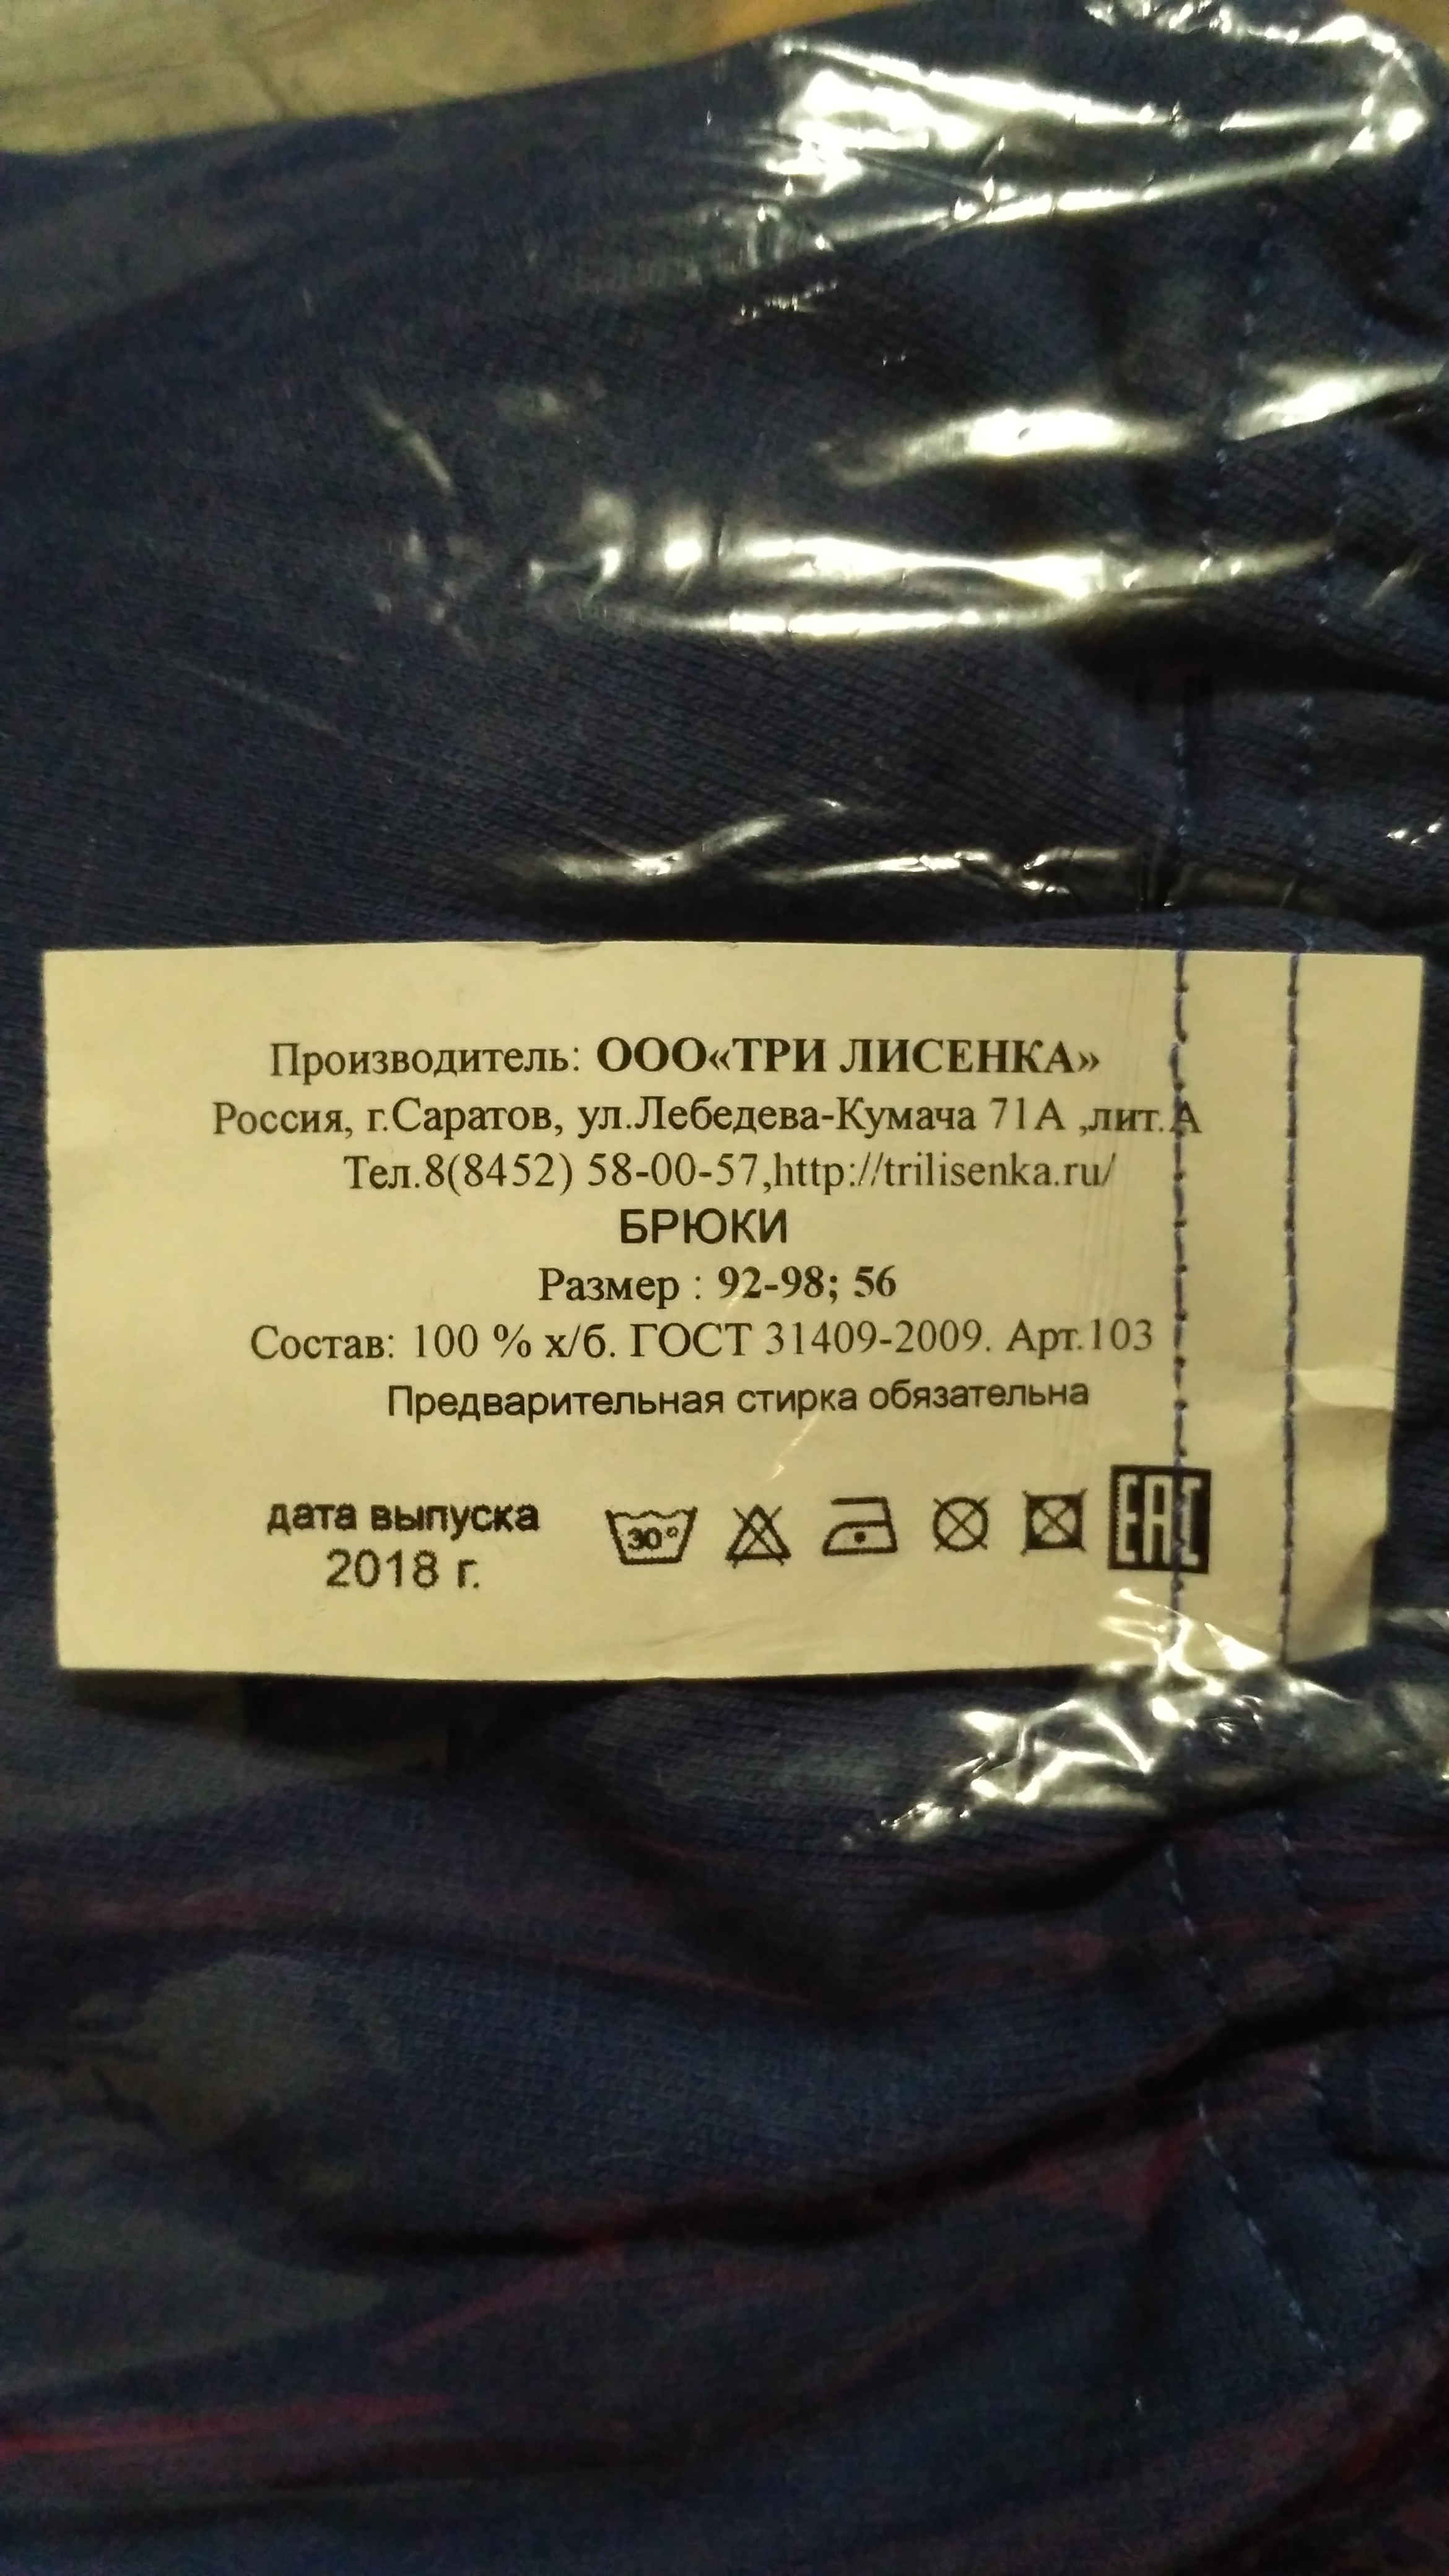 Производитель: ООО«ТРИ ЛИСЕНКА»
Россия, г.Саратов, ул.Лебедева-Кумача 71А ,лит.А
Тел.8(8452) 58-00-57,http://trilisenka.ru/
БРЮКИ
Размер : 92-98; 56
Состав: 100 % х/б. ГОСТ 31409-2009. Арт.103
Предварительная стирка обязательна
дата выпуска
2018 г.
30°
EAC